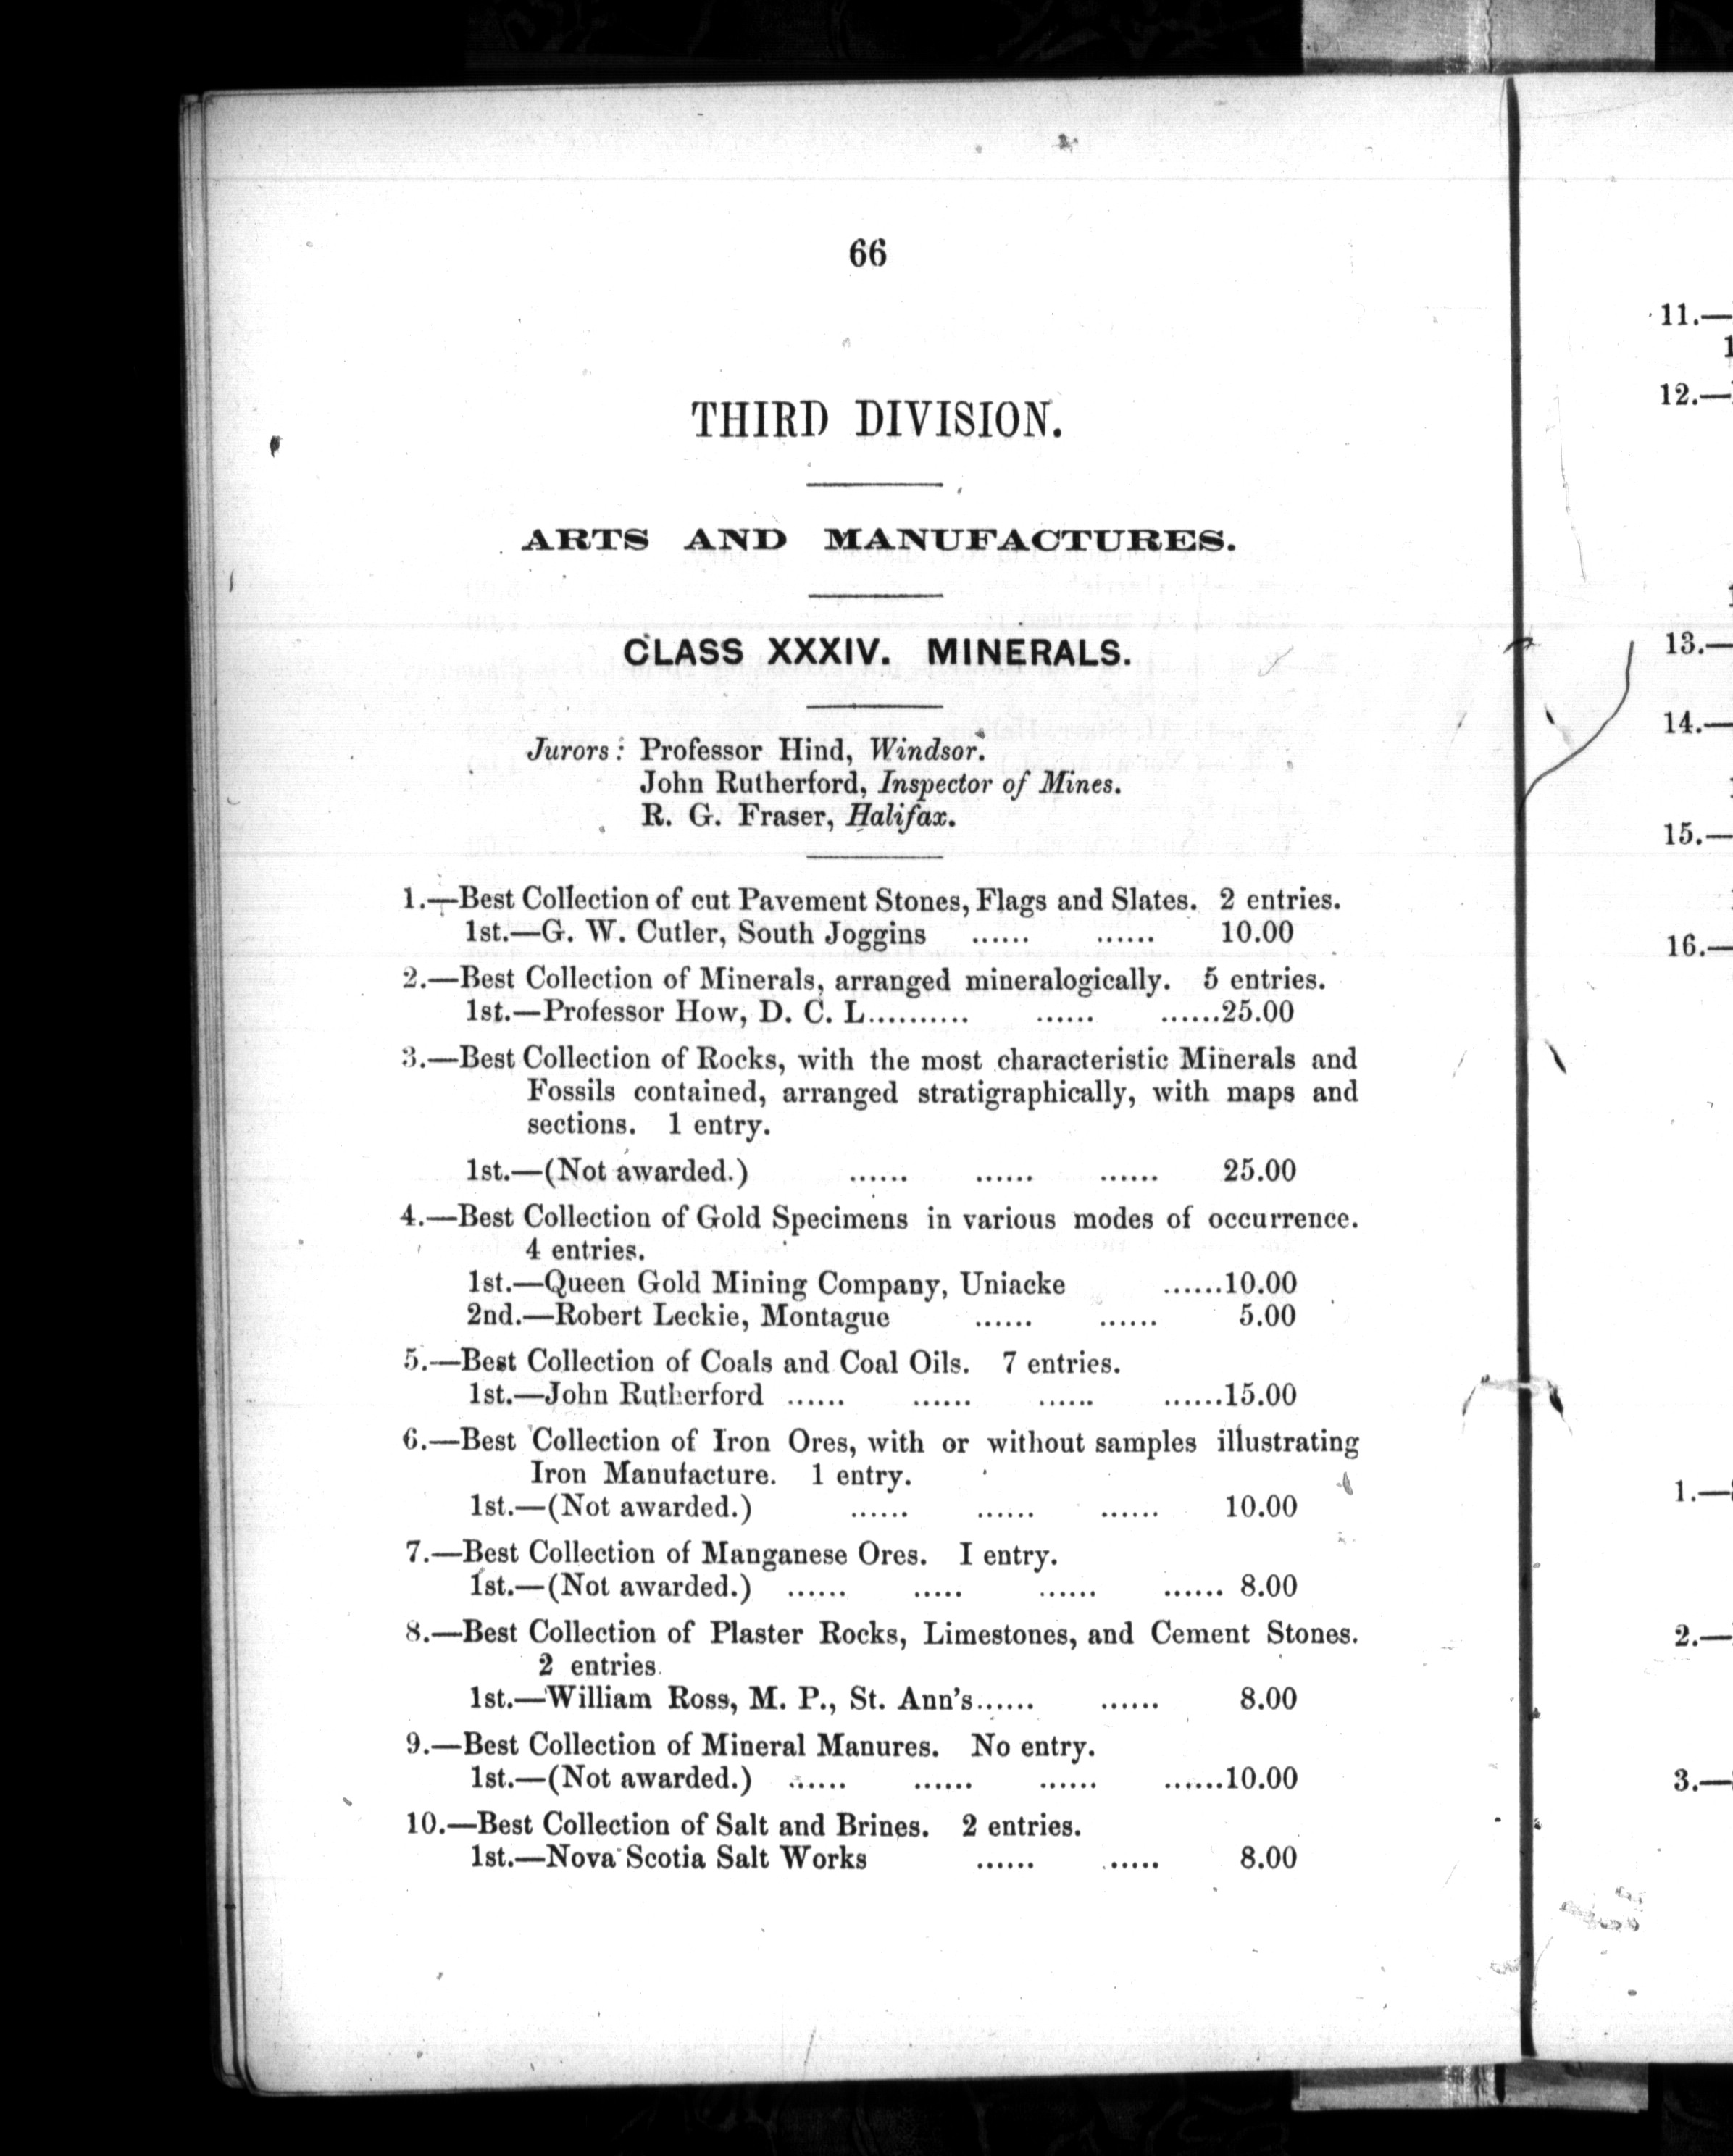 66
THIRD DIVISION.
ARTS AND MANUFACTURES.
CLASS XXXIV. MINERALS.
Jurors: Professor Hind, Windsor.
John Rutherford, Inspector of Mines.
R. G. Fraser, Halifax.
1.—Best Collection of cut Pavement Stones, Flags and Slates. 2 entries.
1st.—G. W. Cutler, South Joggins ...... ...... 10.00
2.—Best Collection of Minerals, arranged mineralogically. 5 entries.
1st.—Professor How, D. C. L.......... ...... ......25.00
3.—Best Collection of Rocks, with the most characteristic Minerals and
Fossils contained, arranged stratigraphically, with maps and
sections. 1 entry.
1st.—(Not awarded.) ...... ...... ...... 25.00
4.—Best Collection of Gold Specimens in various modes of occurrence.
4 entries.
1st.—Queen Gold Mining Company, Uniacke ......10.00
2nd.—Robert Leckie, Montague ...... ...... 5.00
5.—Best Collection of Coals and Coal Oils. 7 entries.
1st.—John Rutherford ...... ...... ...... ......15.00
6.—Best Collection of Iron Ores, with or without samples illustrating
Iron Manufacture. 1 entry.
1st.—(Not awarded.) ...... ...... ...... 10.00
7.—Best Collection of Manganese Ores. I entry.
1st.—(Not awarded.) ...... ..... ...... ...... 8.00
8.—Best Collection of Plaster Rocks, Limestones, and Cement Stones.
2 entries.
1st.—William Ross, M. P., St. Ann's...... ...... 8.00
9.—Best Collection of Mineral Manures. No entry.
1st.—(Not awarded.) ...... ...... ...... ......10.00
10.—Best Collection of Salt and Brines. 2 entries.
1st.—Nova Scotia Salt Works ...... ..... 8.00
11.—
1
12.—
13.—
14.—
15.—
16.—
1.—
2.—
3.—